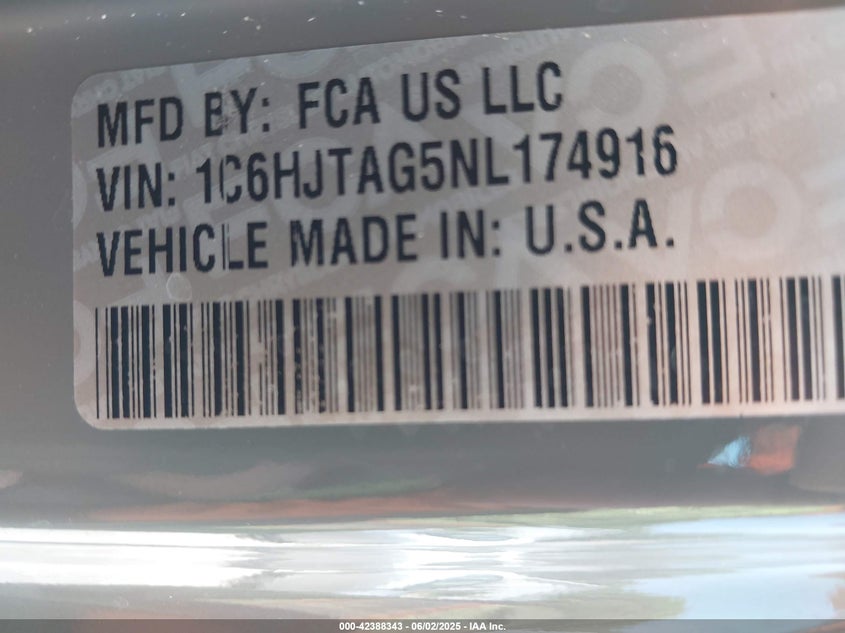 MFD BY: FCA US LLC
VIN: 1C6HJTAG5NL174916
VEHICLE MADE IN: U.S.A.
000-42388343 - 06/02/2025 - IAA Inc.